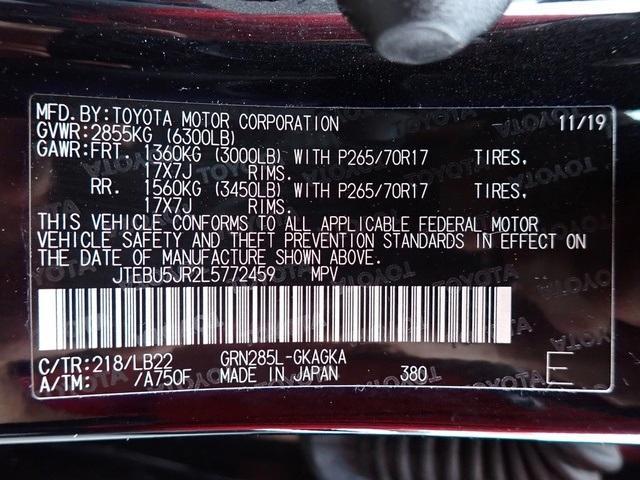 MFD. BY: TOYOTA MOTOR CORPORATION 11/19
GVWR: 2855KG (6300LB)
GAWR: FRT. 1360KG (3000LB) WITH P265/70R17 TIRES,
17X7J RIMS.
RR. 1560KG (3450LB) WITH P265/70R17 TIRES,
17X7J RIMS.
THIS VEHICLE CONFORMS TO ALL APPLICABLE FEDERAL MOTOR
VEHICLE SAFETY AND THEFT PREVENTION STANDARDS IN EFFECT ON
THE DATE OF MANUFACTURE SHOWN ABOVE.
JTEBU5JR2L5772459 MPV
C/TR: 218/LB22 GRN285L-GKAGKA
A/TM: /A750F MADE IN JAPAN 380 E